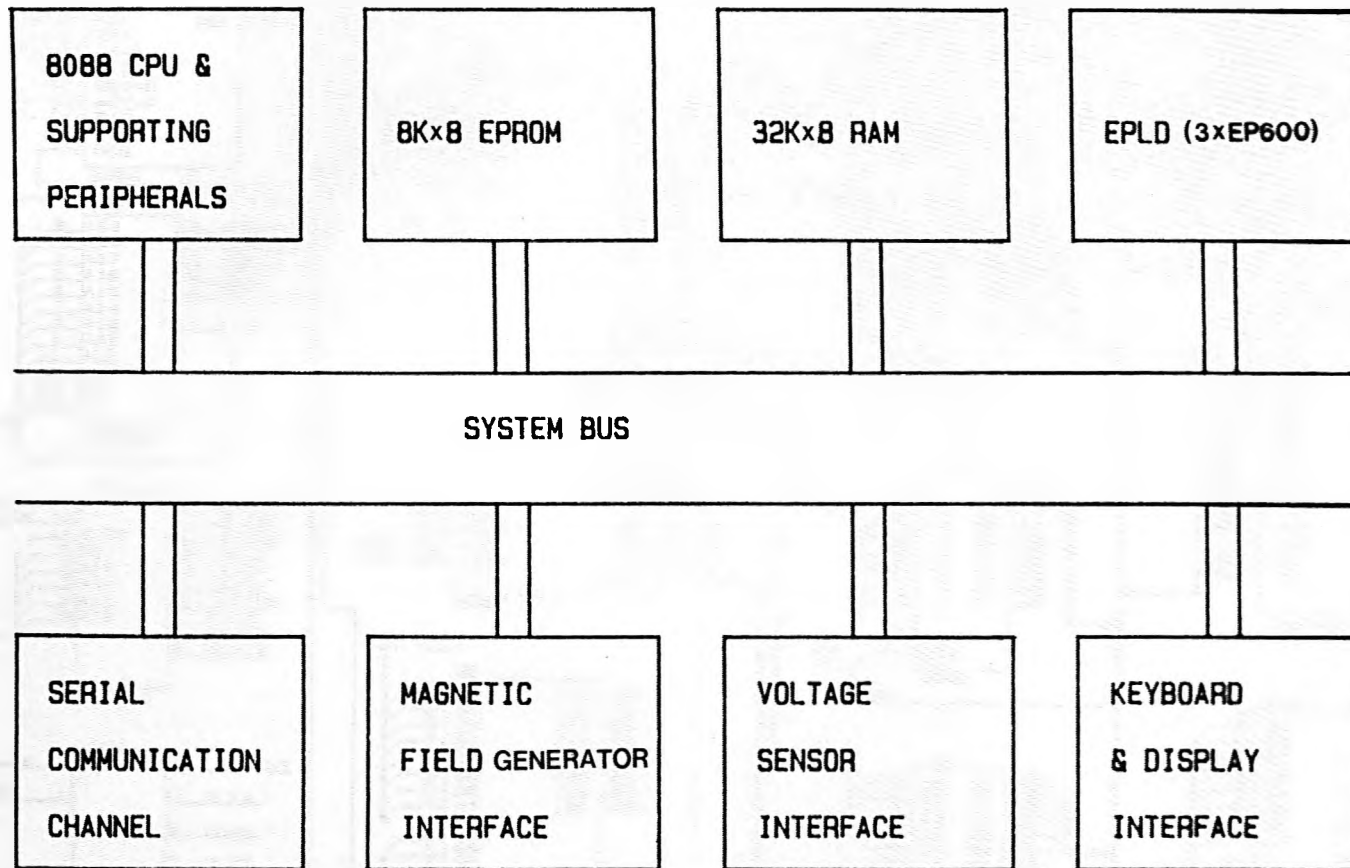 8088 CPU &
SUPPORTING
PERIPHERALS
8K×8 EPROM
32K×8 RAM
EPLD (3×EP600)
SYSTEM BUS
SERIAL
COMMUNICATION
CHANNEL
MAGNETIC
FIELD GENERATOR
INTERFACE
VOLTAGE
SENSOR
INTERFACE
KEYBOARD
& DISPLAY
INTERFACE